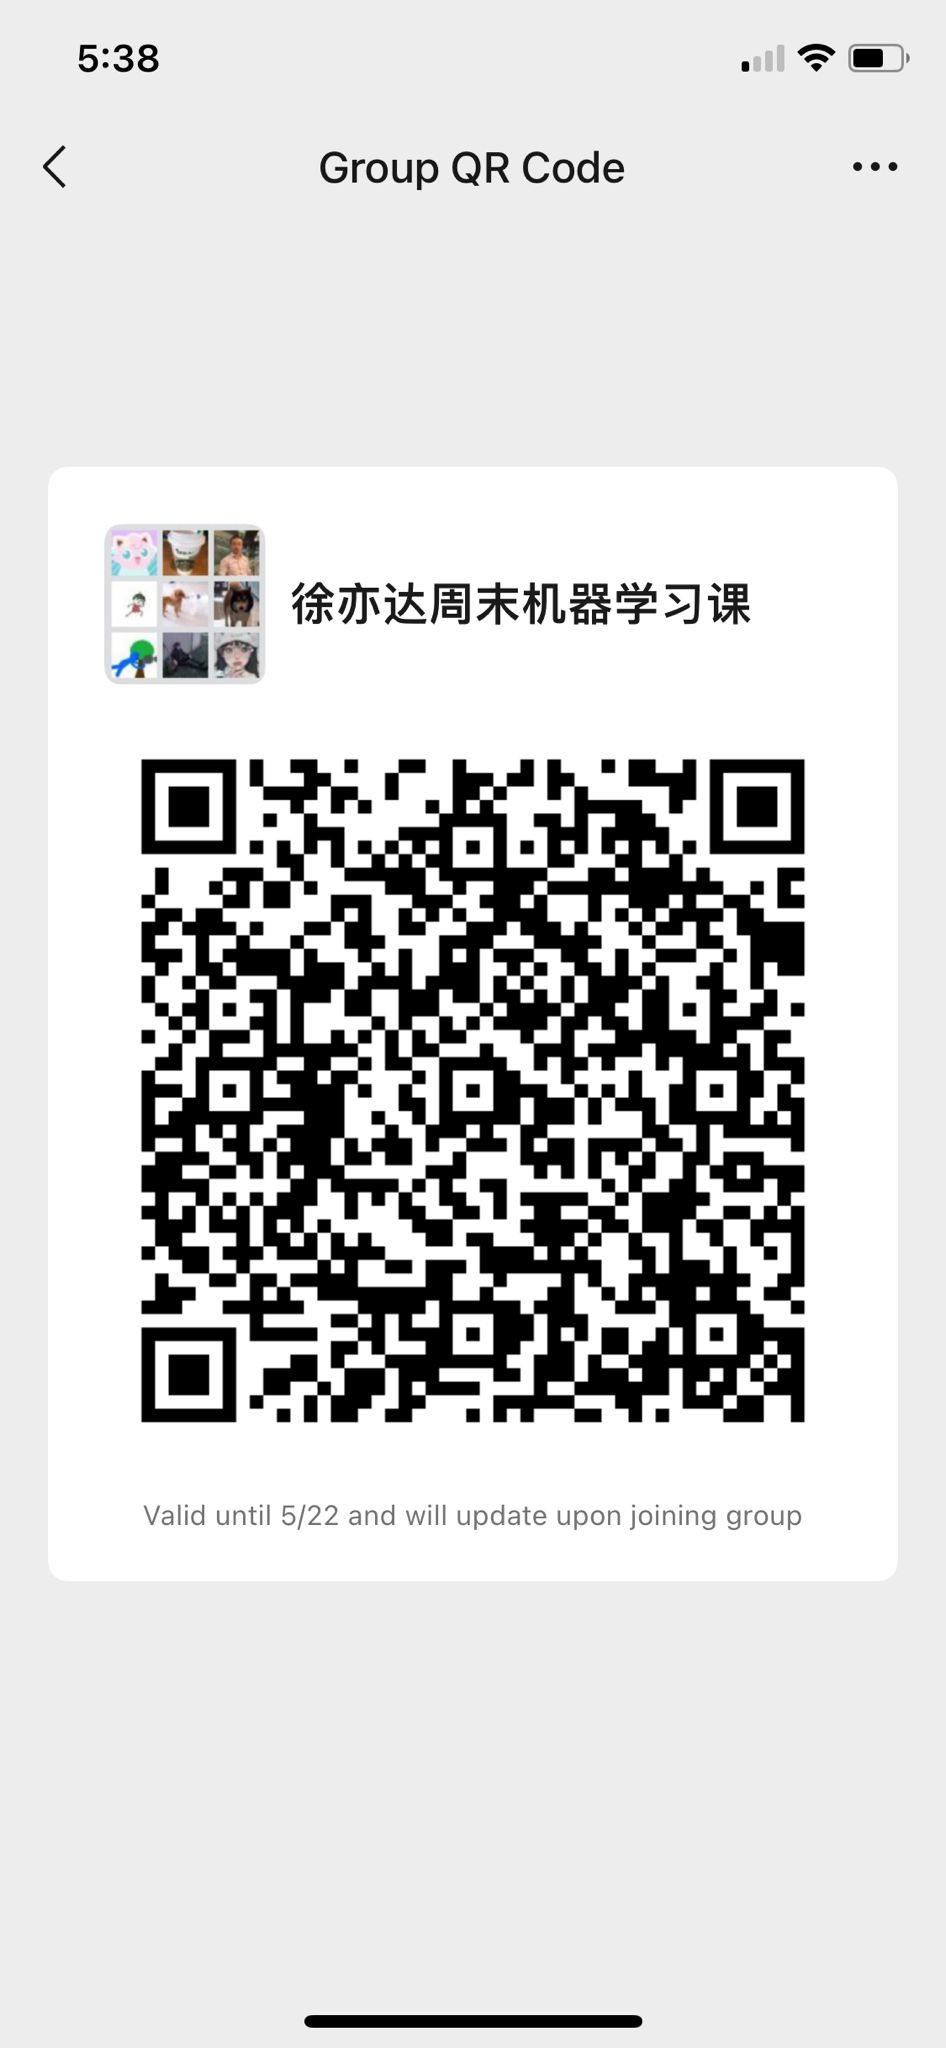 5:38
Group QR Code
徐亦达周末机器学习课
Valid until 5/22 and will update upon joining group